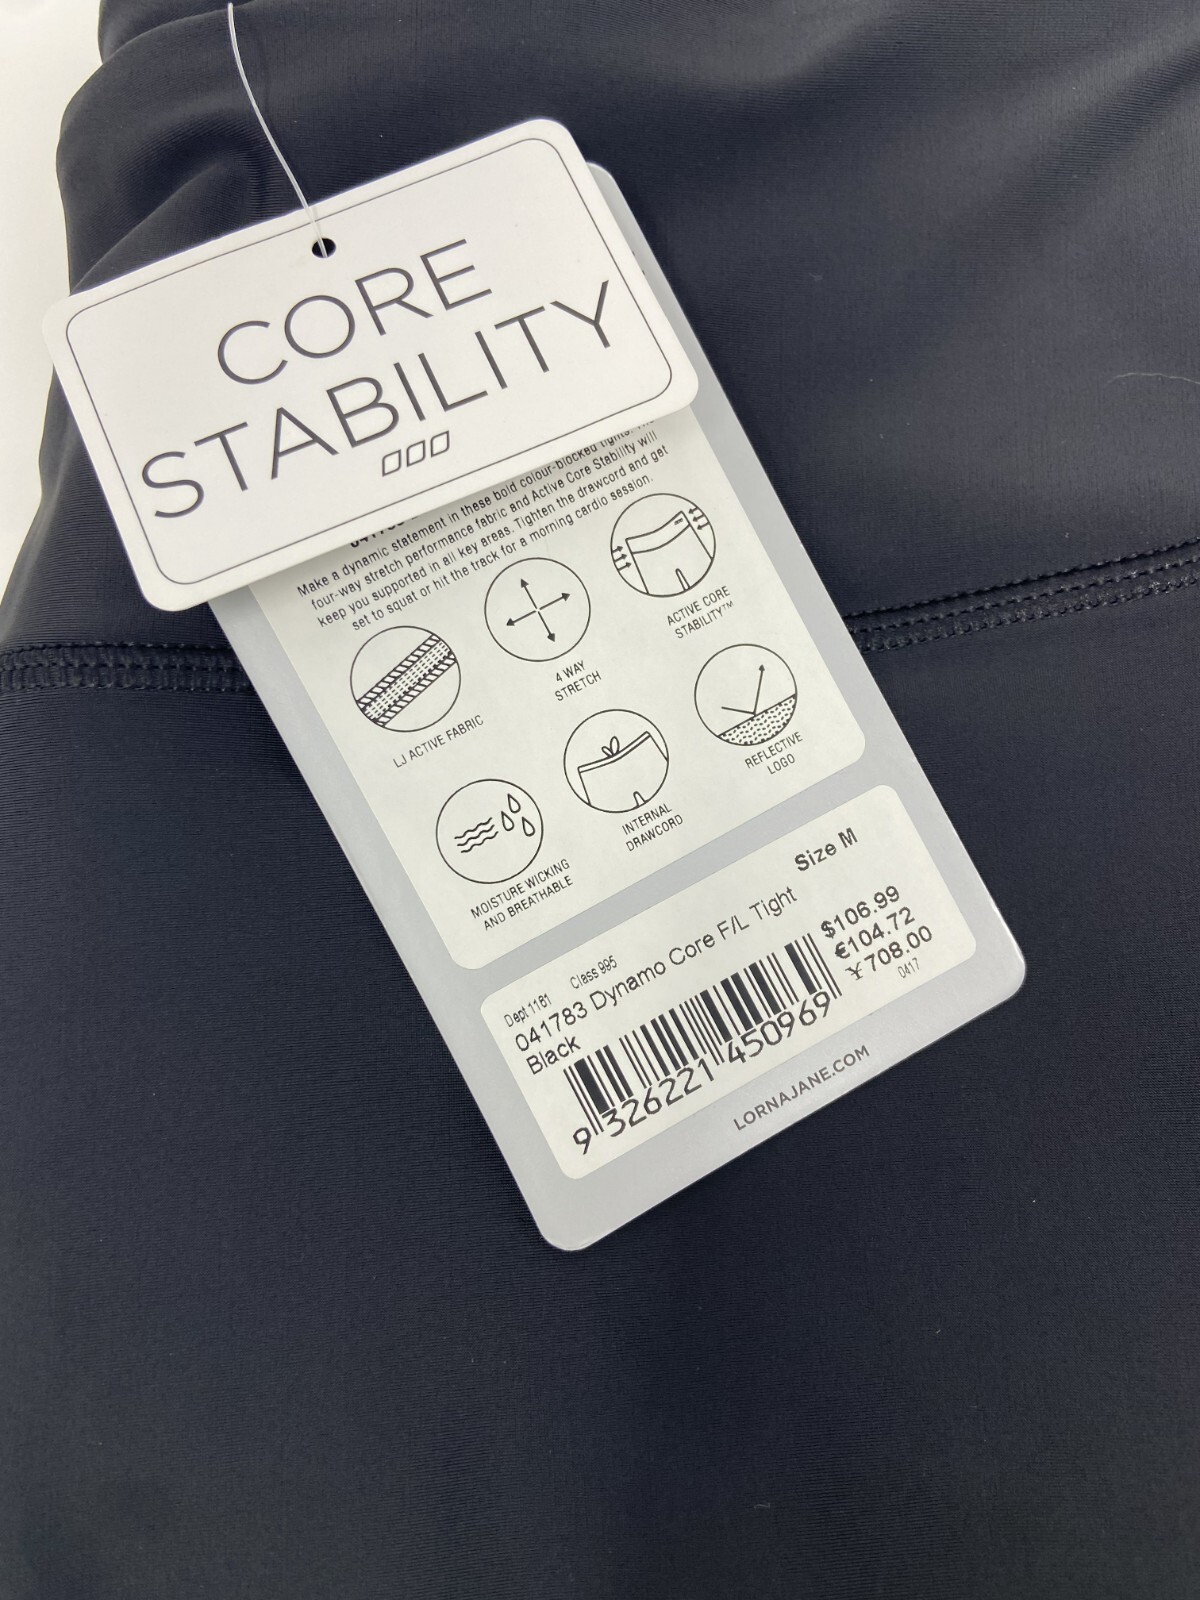 CORE
STABILITY
Make a dynamic statement in these bold colour-blocked tights.
four-way stretch performance fabric and Active Core Stability will
keep you supported in all key areas. Tighten the drawcord and get
set to squat or hit the track for a morning cardio session.
LJ ACTIVE FABRIC
4 WAY
STRETCH
ACTIVE CORE
STABILITY™
MOISTURE WICKING
AND BREATHABLE
INTERNAL
DRAWCORD
REFLECTIVE
LOGO
Dept 1161 Class 995 Size M
041783 Dynamo Core F/L Tight
Black
$106.99
€104.72
¥708.00
0417
9 326221 450969
LORNAJANE.COM